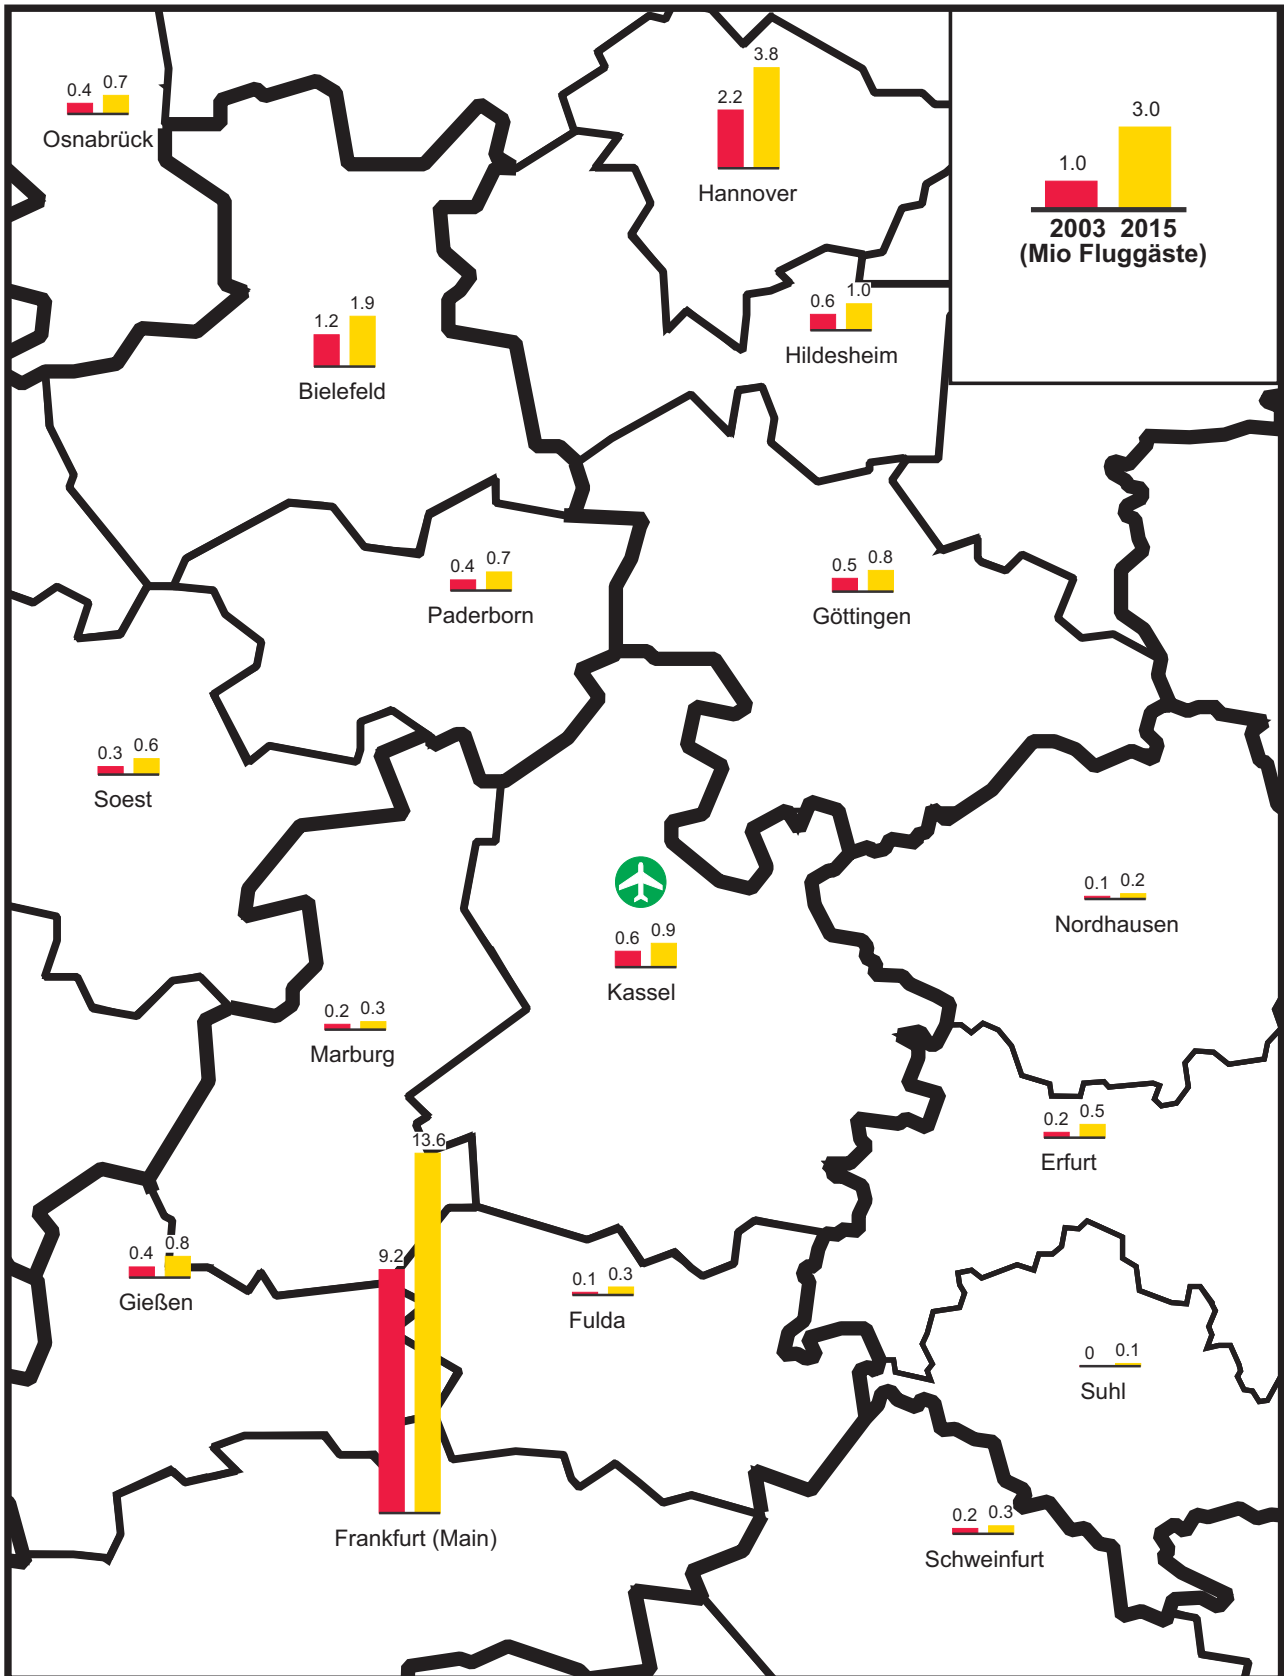 0.4 0.7
Osnabrück
2.2 3.8
Hannover
1.0 3.0
2003 2015
(Mio Fluggäste)
1.2 1.9
Bielefeld
0.6 1.0
Hildesheim
0.4 0.7
Paderborn
0.5 0.8
Göttingen
0.3 0.6
Soest
0.6 0.9
Kassel
0.1 0.2
Nordhausen
0.2 0.3
Marburg
0.2 0.5
Erfurt
0.4 0.8
Gießen
9.2 13.6
Frankfurt (Main)
0.1 0.3
Fulda
0 0.1
Suhl
0.2 0.3
Schweinfurt